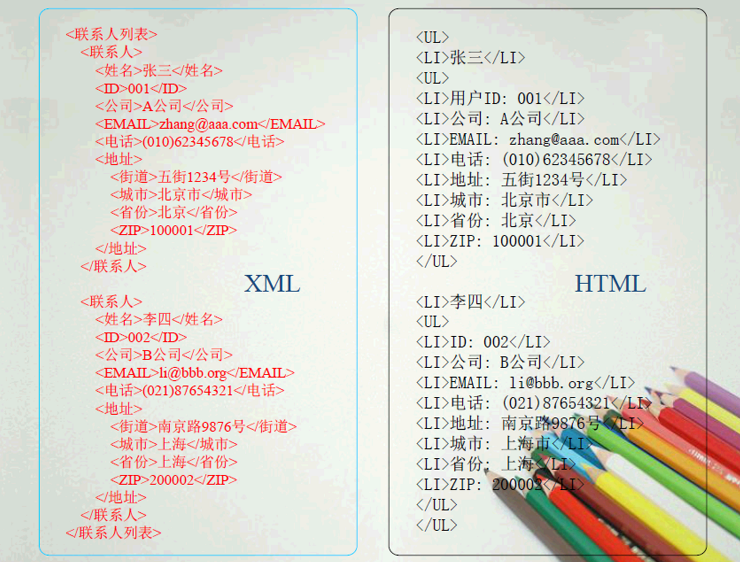 <联系人列表>
<联系人>
<姓名>张三</姓名>
<ID>001</ID>
<公司>A公司</公司>
<EMAIL>zhang@aaa.com</EMAIL>
<电话>(010)62345678</电话>
<地址>
<街道>五街1234号</街道>
<城市>北京市</城市>
<省份>北京</省份>
<ZIP>100001</ZIP>
</地址>
</联系人>
XML
<联系人>
<姓名>李四</姓名>
<ID>002</ID>
<公司>B公司</公司>
<EMAIL>li@bbb.org</EMAIL>
<电话>(021)87654321</电话>
<地址>
<街道>南京路9876号</街道>
<城市>上海</城市>
<省份>上海</省份>
<ZIP>200002</ZIP>
</地址>
</联系人>
</联系人列表>
<UL>
<LI>张三</LI>
<UL>
<LI>用户ID: 001</LI>
<LI>公司: A公司</LI>
<LI>EMAIL: zhang@aaa.com</LI>
<LI>电话: (010)62345678</LI>
<LI>地址: 五街1234号</LI>
<LI>城市: 北京市</LI>
<LI>省份: 北京</LI>
<LI>ZIP: 100001</LI>
</UL>
HTML
<LI>李四</LI>
<UL>
<LI>ID: 002</LI>
<LI>公司: B公司</LI>
<LI>EMAIL: li@bbb.org</LI>
<LI>电话: (021)87654321</LI>
<LI>地址: 南京路9876号</LI>
<LI>城市: 上海市</LI>
<LI>省份: 上海</LI>
<LI>ZIP: 200002</LI>
</UL>
</UL>